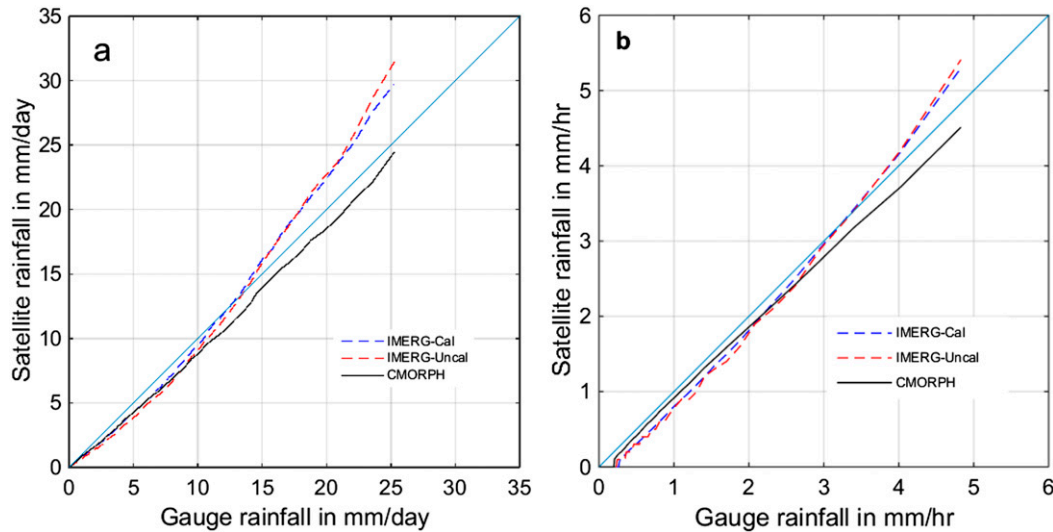 a
35
30
25
20
15
10
5
0
Satellite rainfall in mm/day
IMERG-Cal
IMERG-Uncal
CMORPH
0 5 10 15 20 25 30 35
Gauge rainfall in mm/day
b
6
5
4
3
2
1
0
Satellite rainfall in mm/hr
IMERG-Cal
IMERG-Uncal
CMORPH
0 1 2 3 4 5 6
Gauge rainfall in mm/hr